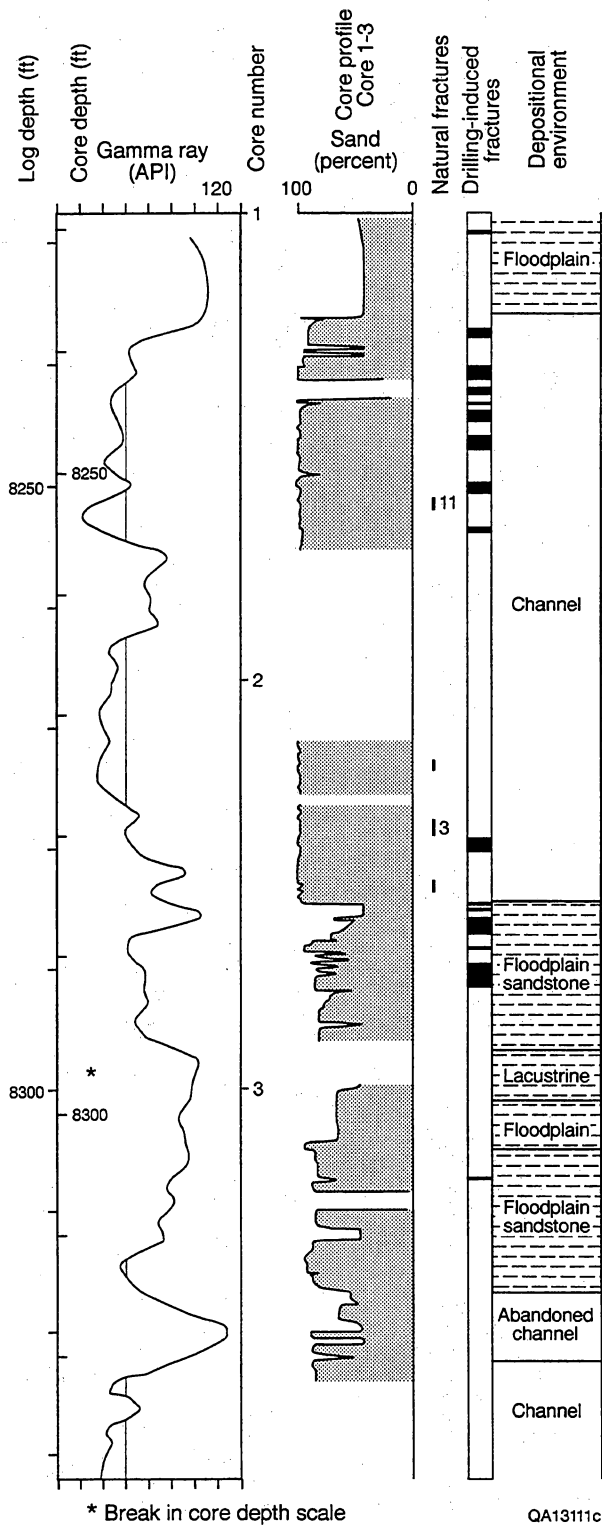 Log depth (ft)
Core depth (ft)
Gamma ray
(API)
120
Core number
Core profile
Core 1-3
Sand
(percent)
100
0
Natural fractures
Drilling-induced
fractures
Depositional
environment
1
Floodplain
8250
8250
11
Channel
2
3
Floodplain
sandstone
*
Lacustrine
8300
8300
3
Floodplain
Floodplain
sandstone
Abandoned
channel
Channel
* Break in core depth scale
QA13111c